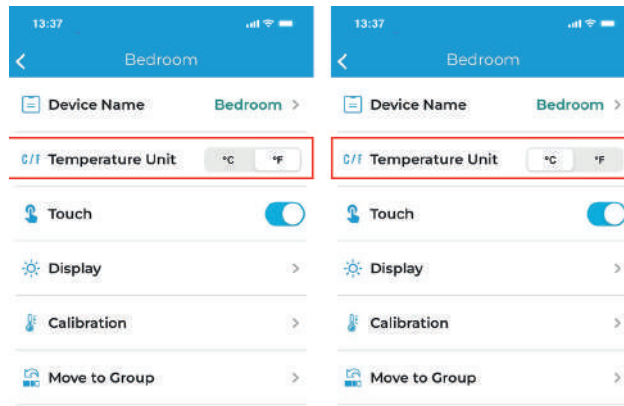 13:37
Bedroom
Device Name Bedroom >
C/F Temperature Unit °C °F
Touch
Display >
Calibration >
Move to Group >
13:37
Bedroom
Device Name Bedroom >
C/F Temperature Unit °C °F
Touch
Display >
Calibration >
Move to Group >